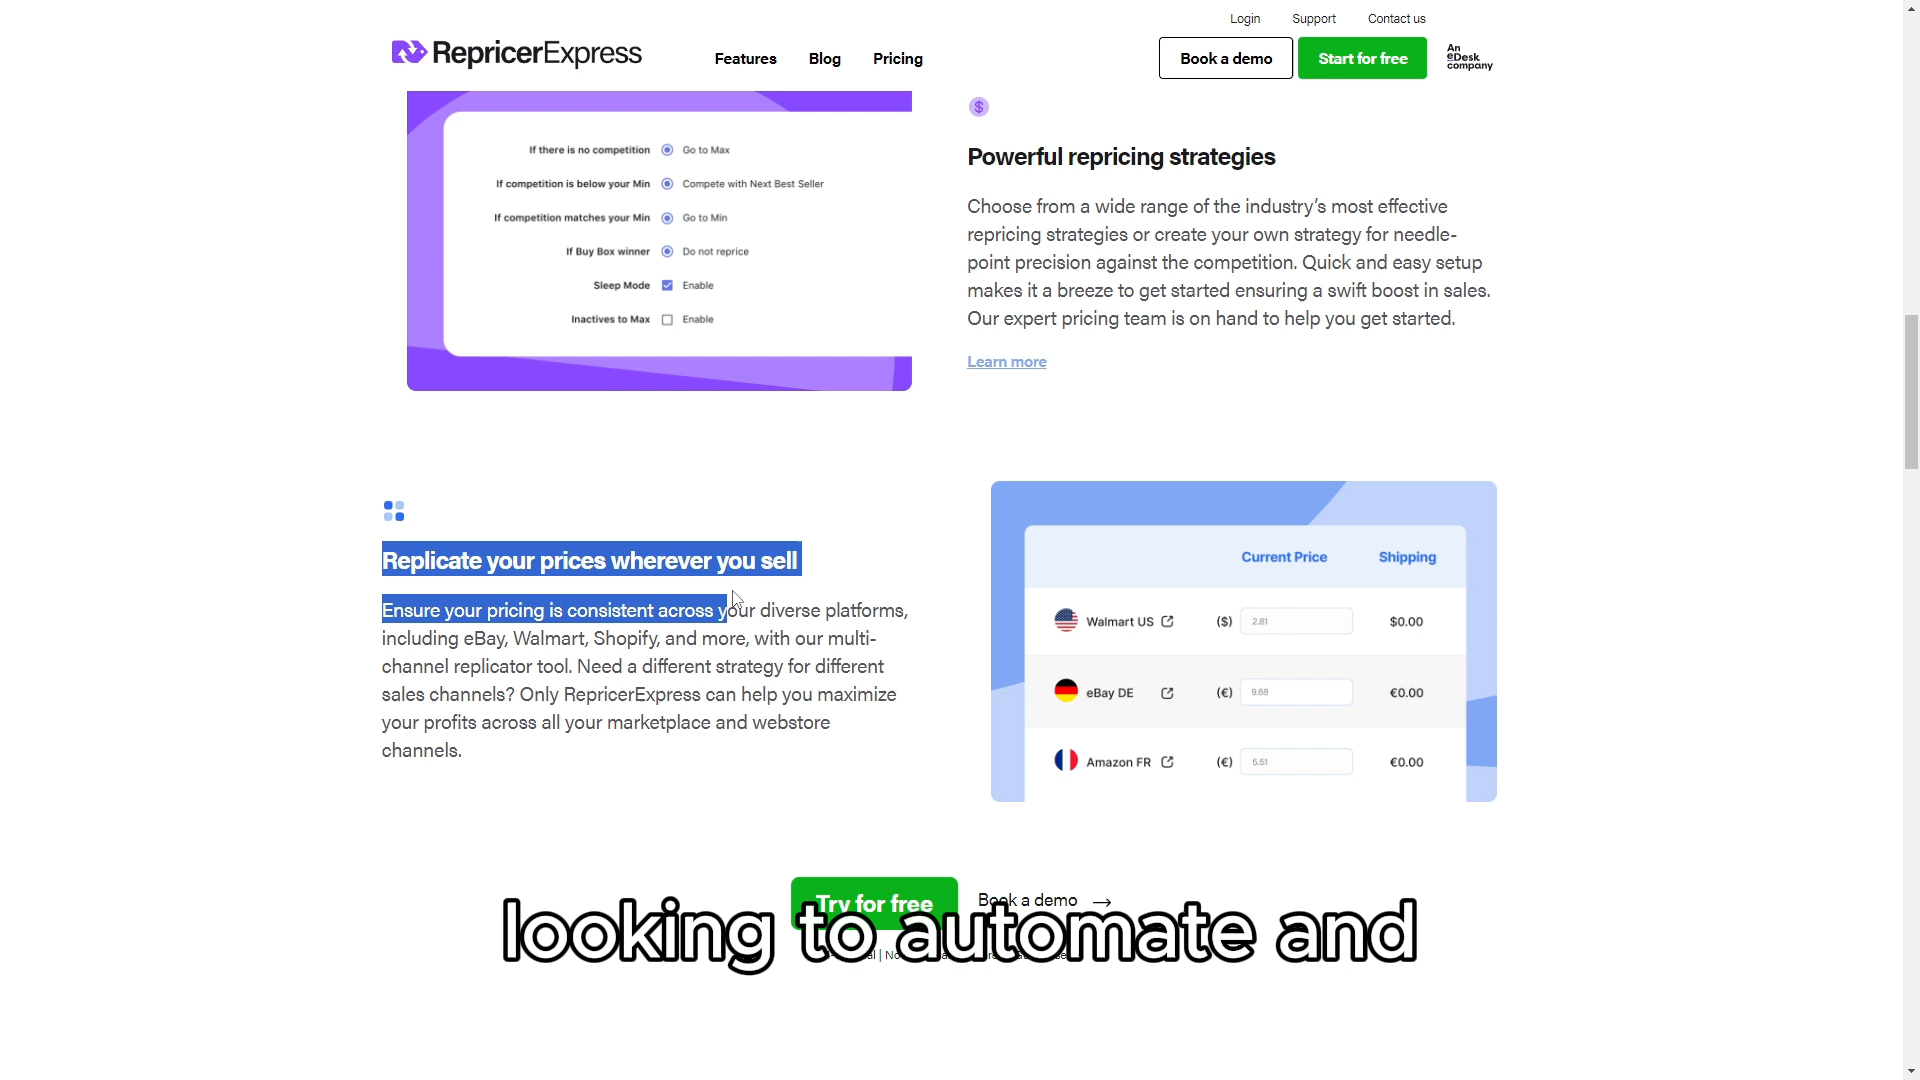 Login Support Contact us
RepricerExpress Features Blog Pricing Book a demo Start for free An eDesk company
If there is no competition Go to Max
If competition is below your Min Compete with Next Best Seller
If competition matches your Min Go to Min
If Buy Box winner Do not reprice
Sleep Mode Enable
Inactives to Max Enable
$
Powerful repricing strategies
Choose from a wide range of the industry's most effective
repricing strategies or create your own strategy for needle-
point precision against the competition. Quick and easy setup
makes it a breeze to get started ensuring a swift boost in sales.
Our expert pricing team is on hand to help you get started.
Learn more
Replicate your prices wherever you sell
Ensure your pricing is consistent across your diverse platforms,
including eBay, Walmart, Shopify, and more, with our multi-
channel replicator tool. Need a different strategy for different
sales channels? Only RepricerExpress can help you maximize
your profits across all your marketplace and webstore
channels.
Current Price Shipping
Walmart US ($) 2.81 $0.00
eBay DE (€) 9.68 €0.00
Amazon FR (€) 5.51 €0.00
Try for free Book a demo →
looking to automate and